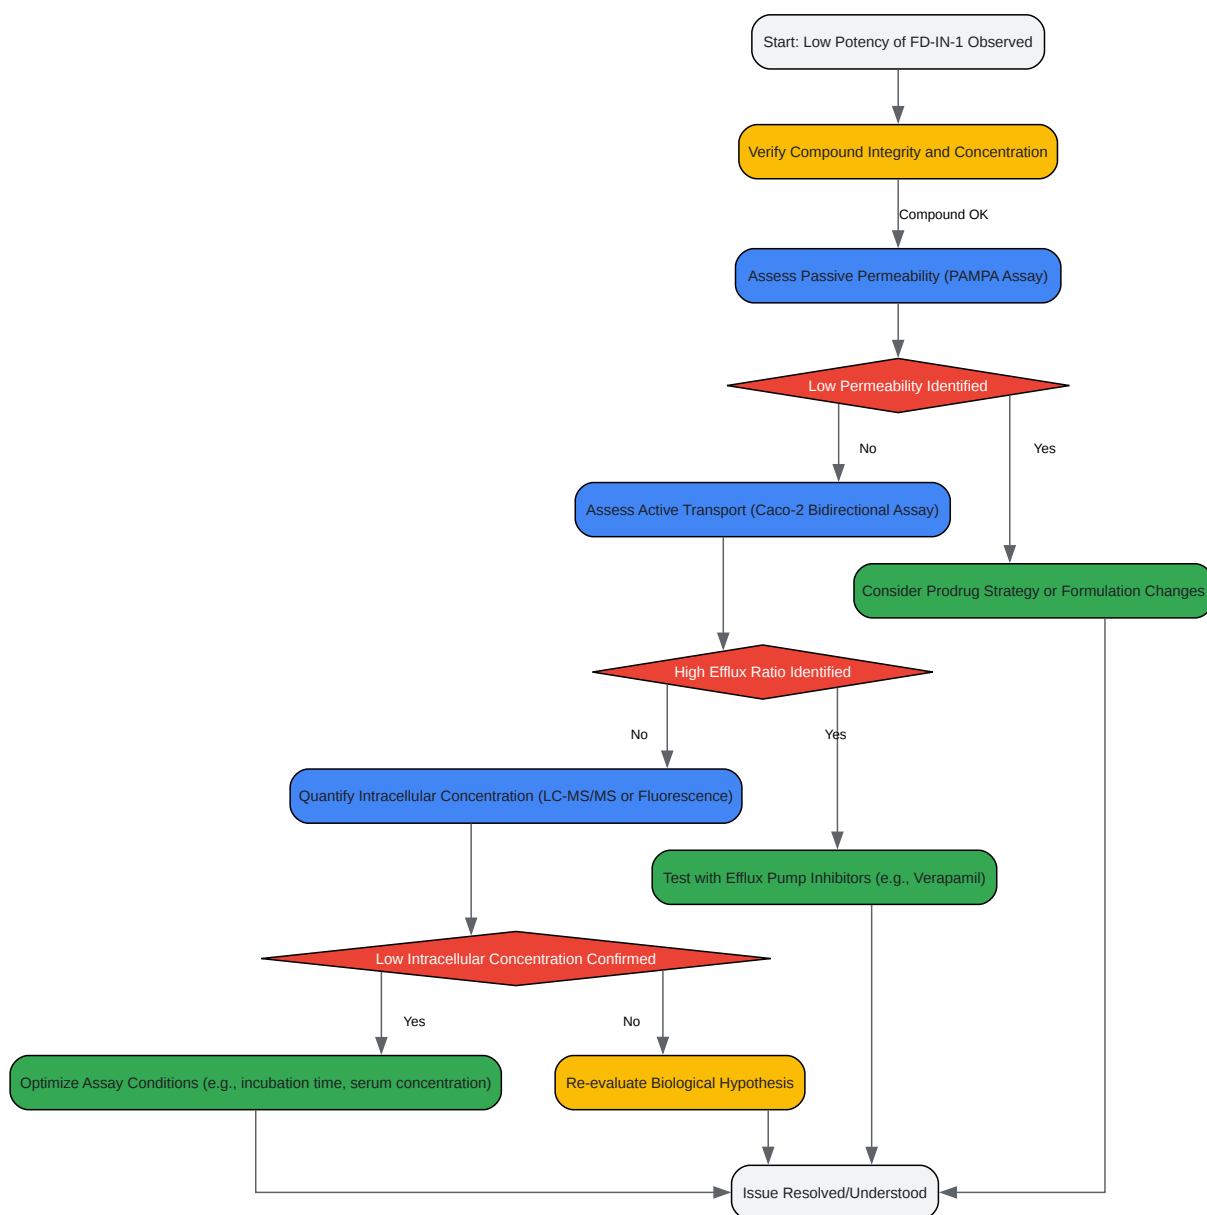 Start: Low Potency of FD-IN-1 Observed
Verify Compound Integrity and Concentration
Compound OK
Assess Passive Permeability (PAMPA Assay)
Low Permeability Identified
No
Yes
Assess Active Transport (Caco-2 Bidirectional Assay)
Consider Prodrug Strategy or Formulation Changes
High Efflux Ratio Identified
No
Yes
Quantify Intracellular Concentration (LC-MS/MS or Fluorescence)
Test with Efflux Pump Inhibitors (e.g., Verapamil)
Low Intracellular Concentration Confirmed
Yes
No
Optimize Assay Conditions (e.g., incubation time, serum concentration)
Re-evaluate Biological Hypothesis
Issue Resolved/Understood